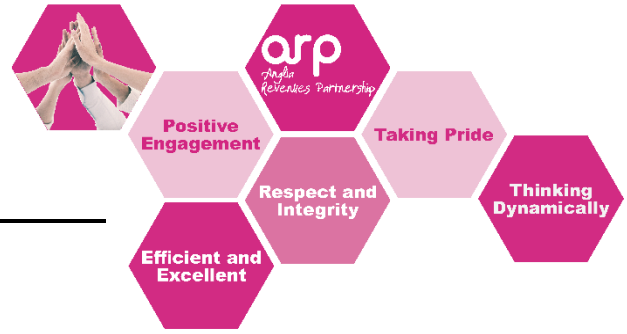 arp
Anglia
Revenues Partnership
Positive
Engagement
Taking Pride
Respect and
Integrity
Thinking
Dynamically
Efficient and
Excellent